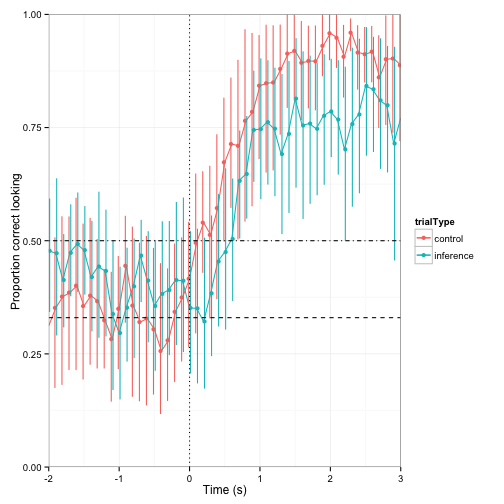 1.00
0.75
0.50
0.25
0.00
Proportion correct looking
-2
-1
0
1
2
3
Time (s)
trialType
control
inference